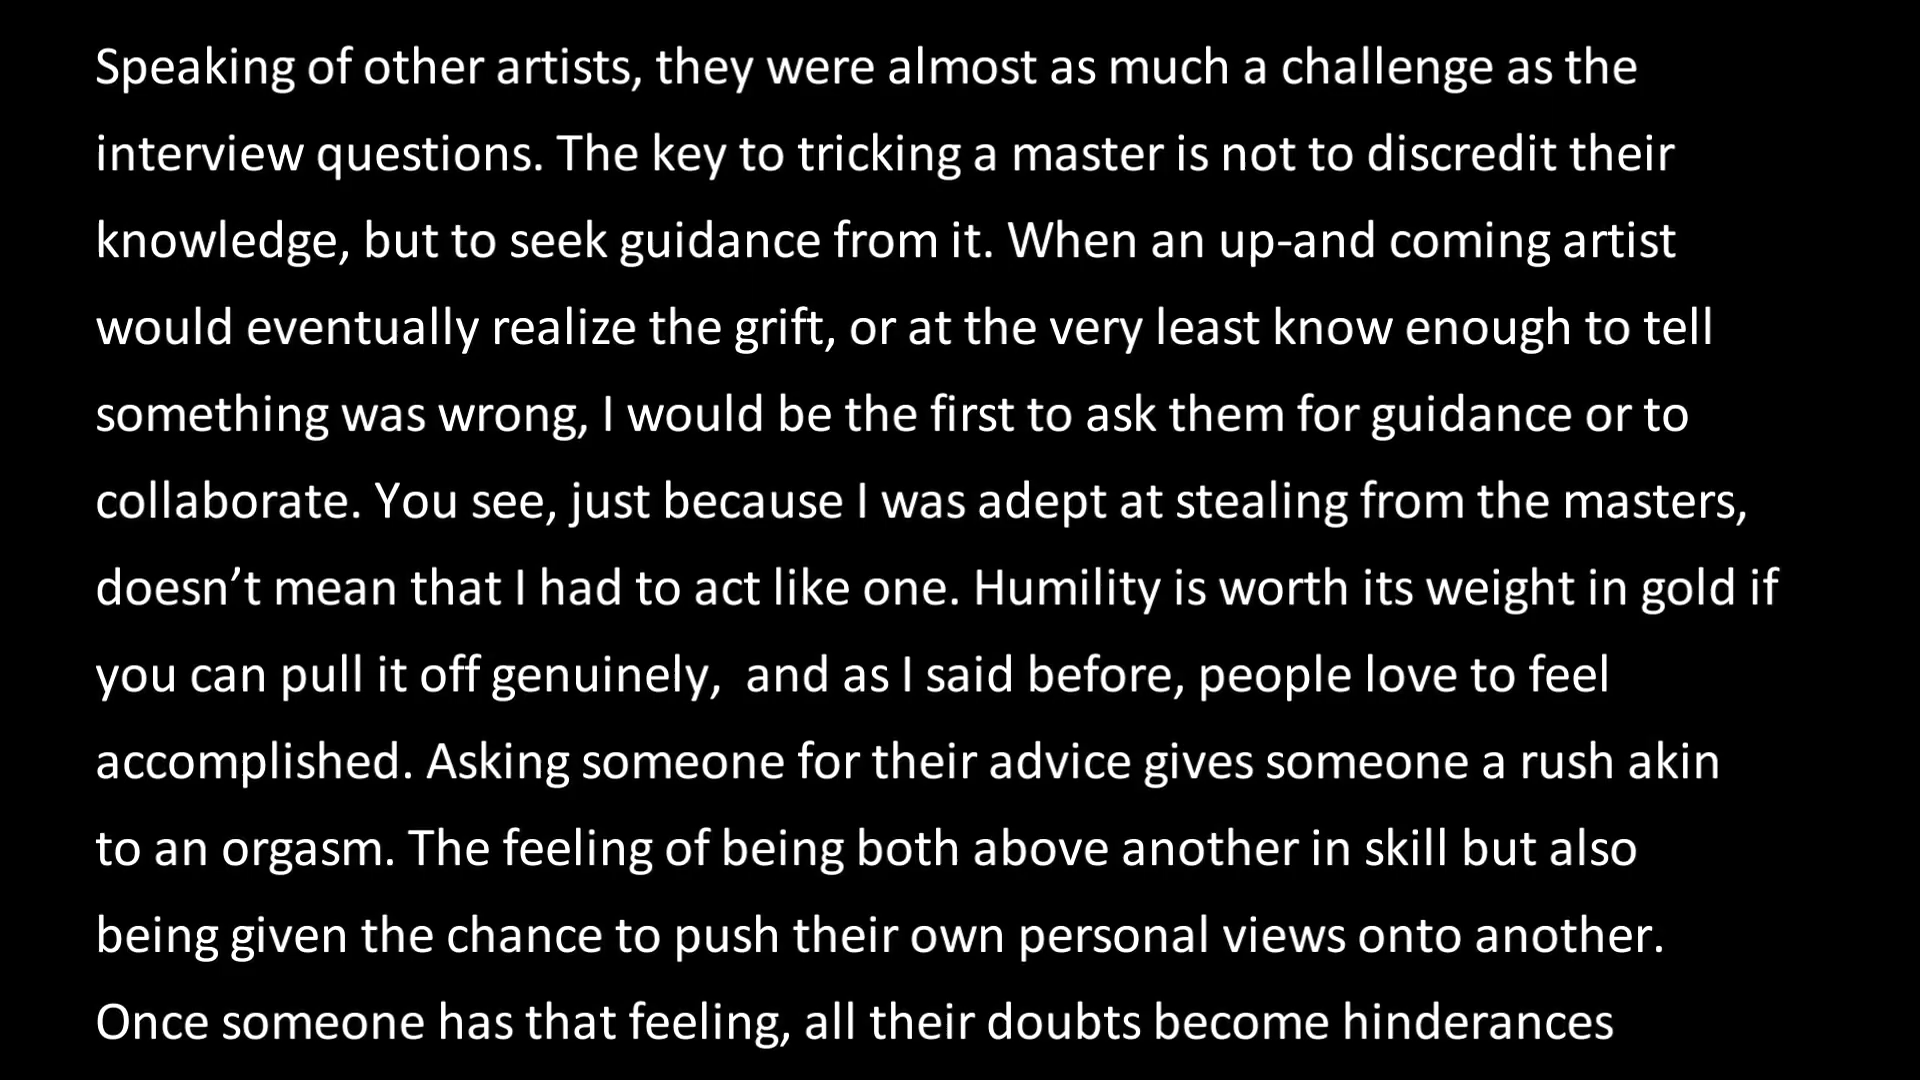 Speaking of other artists, they were almost as much a challenge as the
interview questions. The key to tricking a master is not to discredit their
knowledge, but to seek guidance from it. When an up-and coming artist
would eventually realize the grift, or at the very least know enough to tell
something was wrong, I would be the first to ask them for guidance or to
collaborate. You see, just because I was adept at stealing from the masters,
doesn’t mean that I had to act like one. Humility is worth its weight in gold if
you can pull it off genuinely,  and as I said before, people love to feel
accomplished. Asking someone for their advice gives someone a rush akin
to an orgasm. The feeling of being both above another in skill but also
being given the chance to push their own personal views onto another.
Once someone has that feeling, all their doubts become hinderances